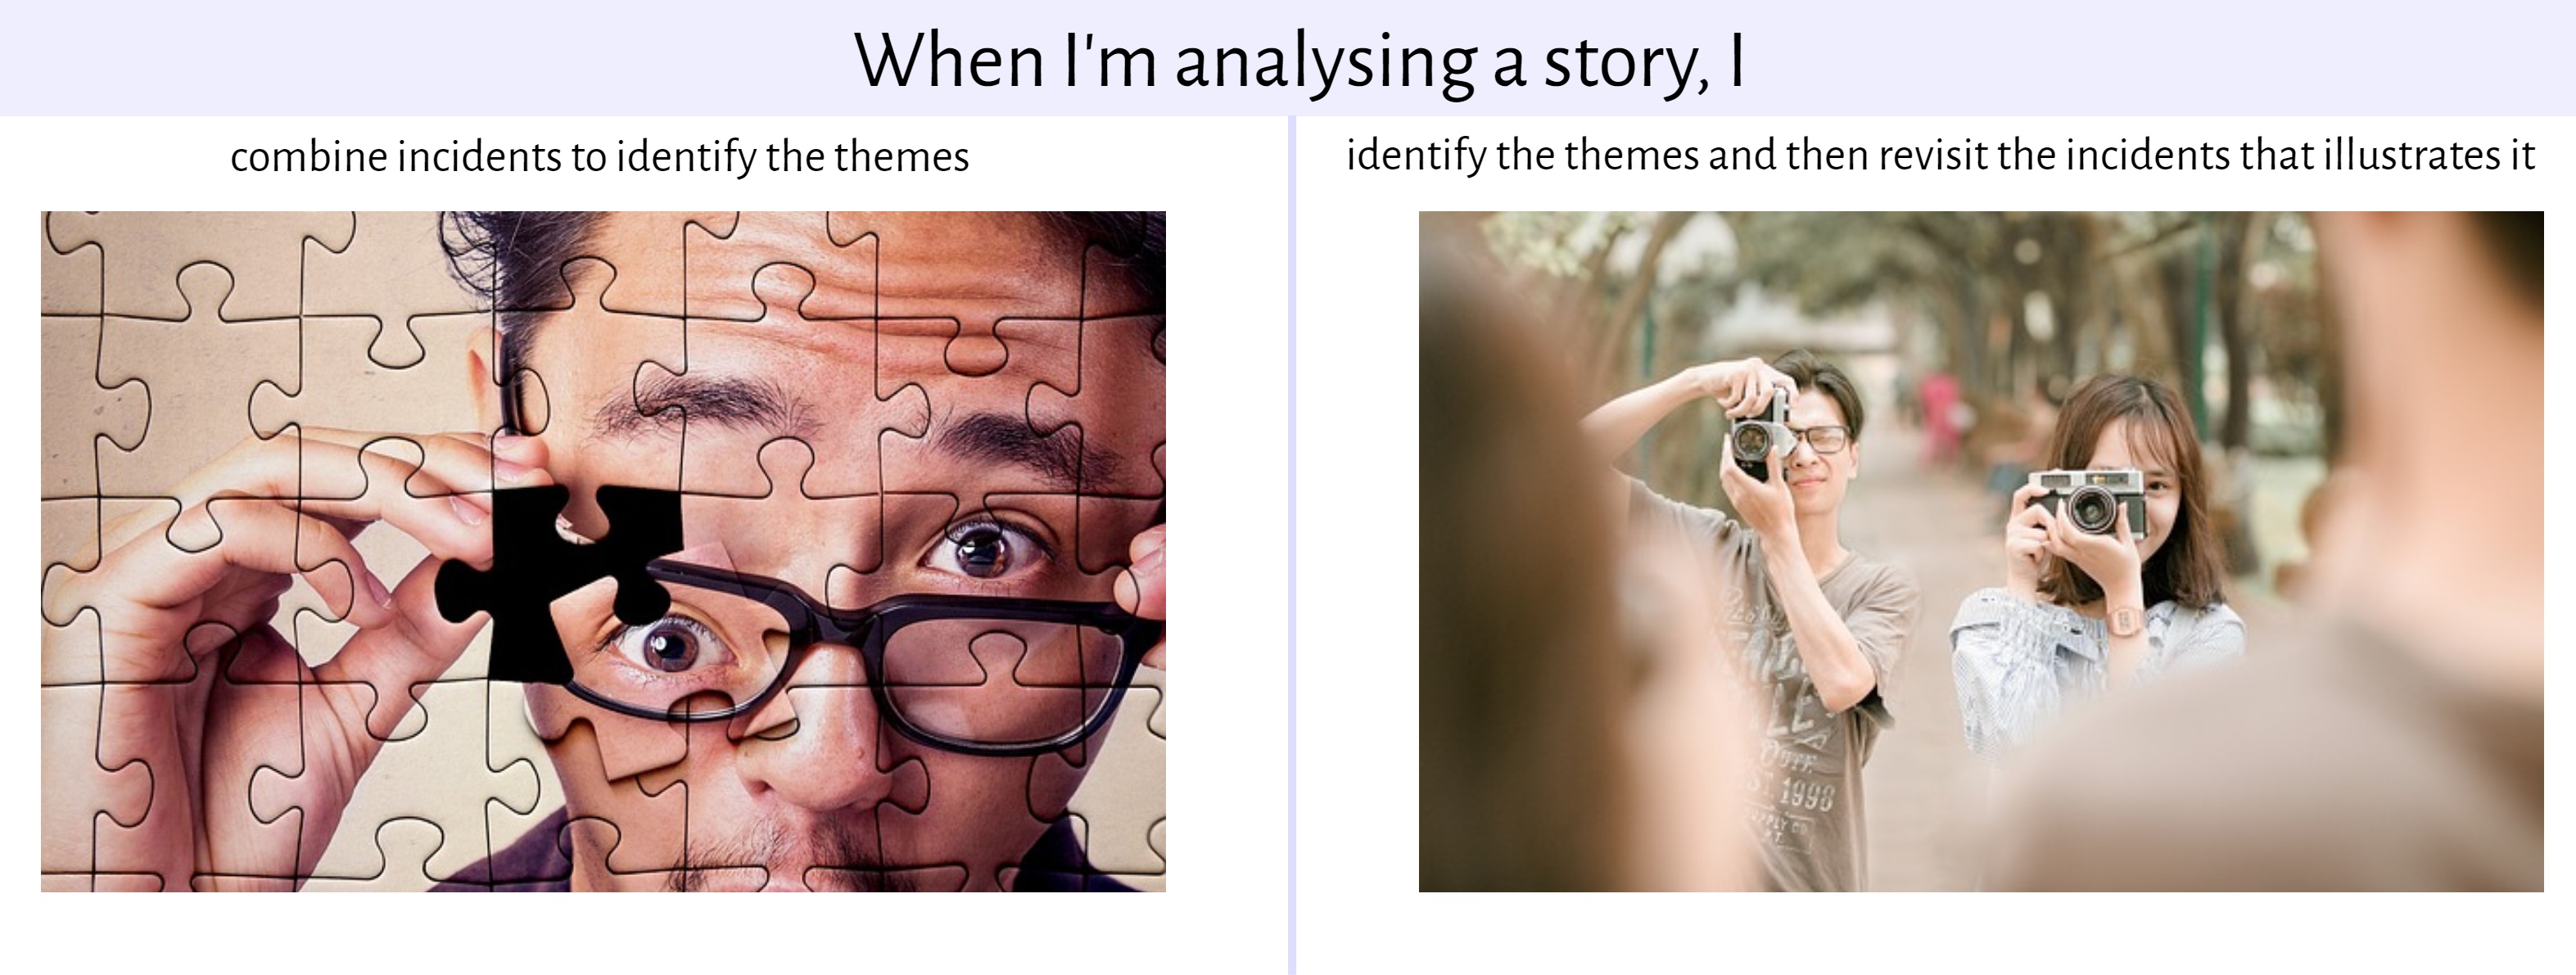 When I'm analysing a story, I
combine incidents to identify the themes
identify the themes and then revisit the incidents that illustrates it
1998